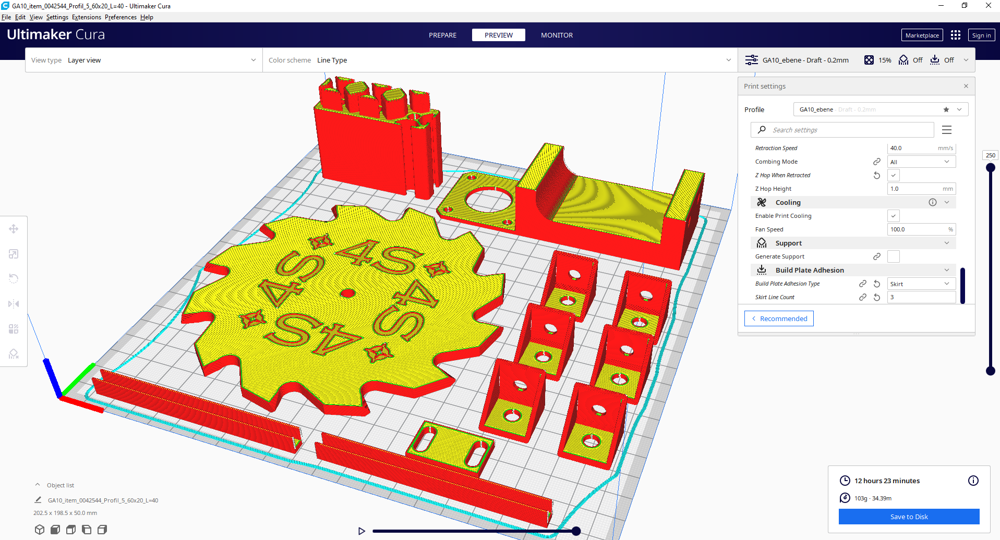 GA10_item_0042544_Profil_5_60x20_L=40 - Ultimaker Cura
File Edit View Settings Extensions Preferences Help
Ultimaker Cura
PREPARE
PREVIEW
MONITOR
Marketplace
Sign in
View type Layer view
Color scheme Line Type
GA10_ebene - Draft - 0.2mm
15%
Off
Off
Print settings
Profile
GA10_ebene - Draft - 0.2mm
Search settings
Retraction Speed 40.0 mm/s
Combing Mode All
Z Hop When Retracted
Z Hop Height 1.0 mm
Cooling
Enable Print Cooling
Fan Speed 100.0 %
Support
Generate Support
Build Plate Adhesion
Build Plate Adhesion Type Skirt
Skirt Line Count 3
Recommended
250
4S
4S
4S
4S
Object list
GA10_item_0042544_Profil_5_60x20_L=40
202.5 x 198.5 x 50.0 mm
12 hours 23 minutes
103g · 34.39m
Save to Disk